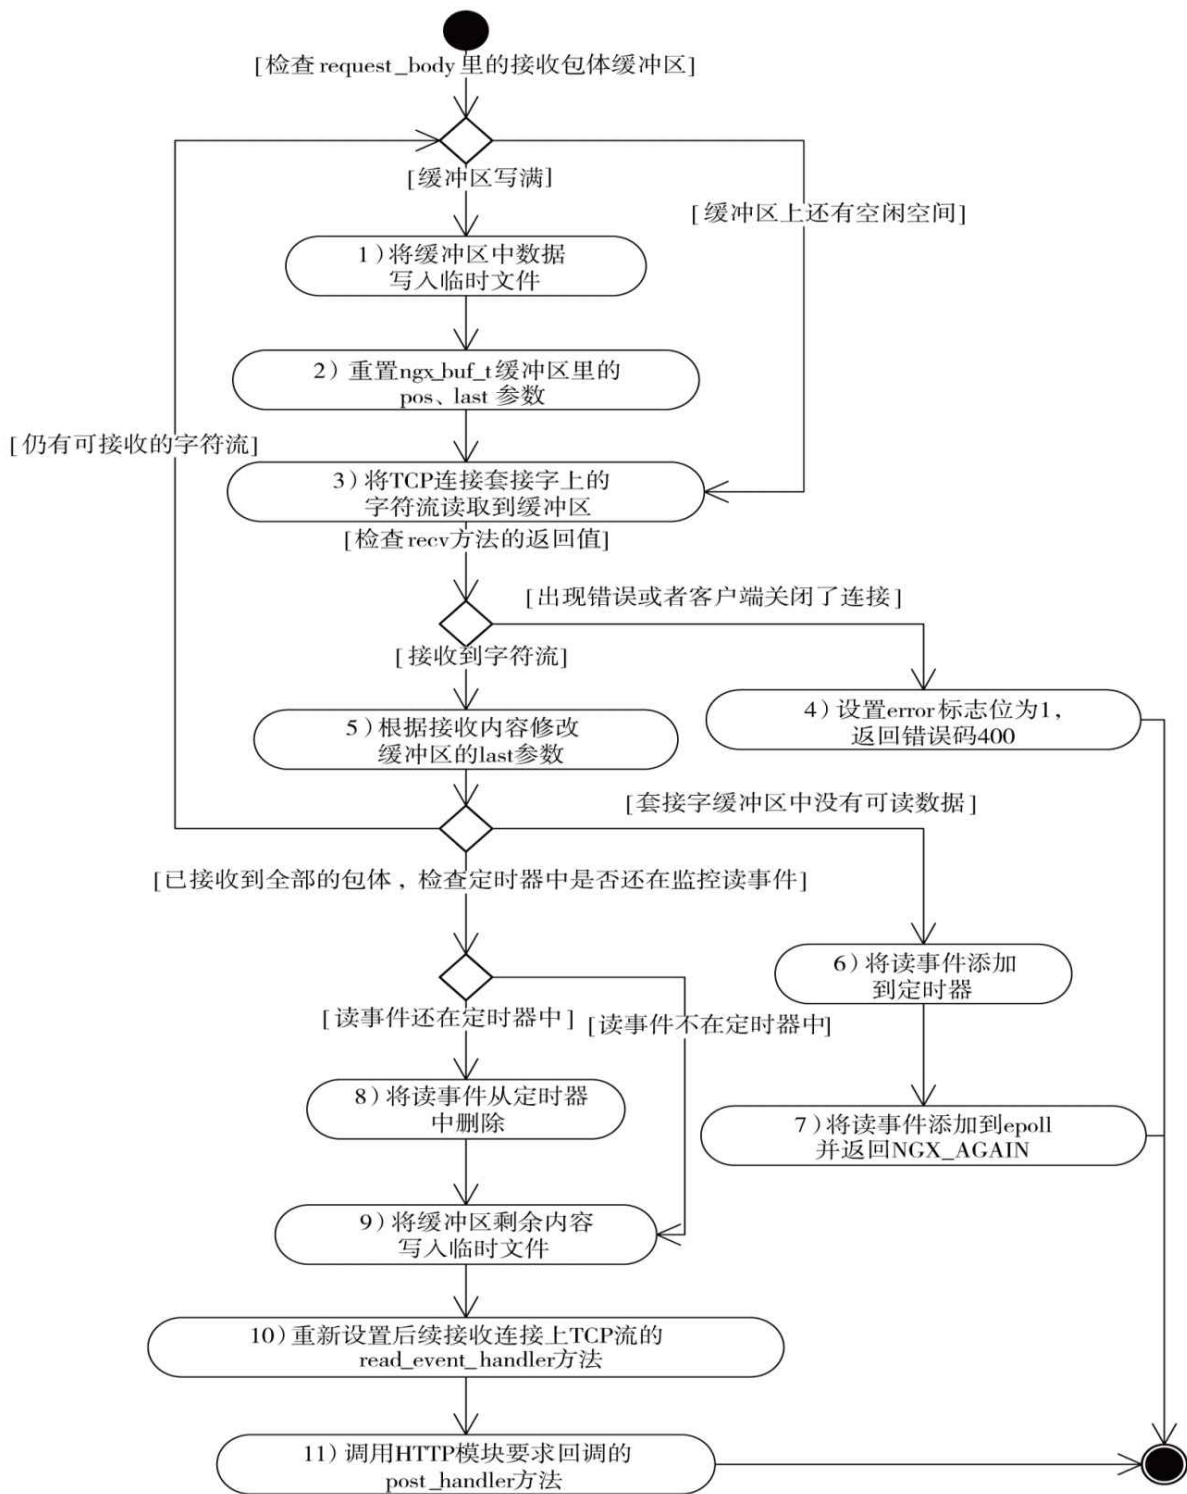 [检查request_body里的接收包体缓冲区]
[缓冲区写满]
[缓冲区上还有空闲空间]
1）将缓冲区中数据
写入临时文件
2）重置ngx_buf_t缓冲区里的
pos、last 参数
[仍有可接收的字符流]
3）将TCP连接套接字上的
字符流读取到缓冲区
[检查recv方法的返回值]
[出现错误或者客户端关闭了连接]
[接收到字符流]
4）设置error标志位为1，
返回错误码400
5）根据接收内容修改
缓冲区的last参数
[套接字缓冲区中没有可读数据]
[已接收到全部的包体，检查定时器中是否还在监控读事件]
6）将读事件添加
到定时器
[读事件还在定时器中]
[读事件不在定时器中]
8）将读事件从定时器
中删除
7）将读事件添加到epoll
并返回NGX_AGAIN
9）将缓冲区剩余内容
写入临时文件
10）重新设置后续接收连接上TCP流的
read_event_handler方法
11）调用HTTP模块要求回调的
post_handler方法